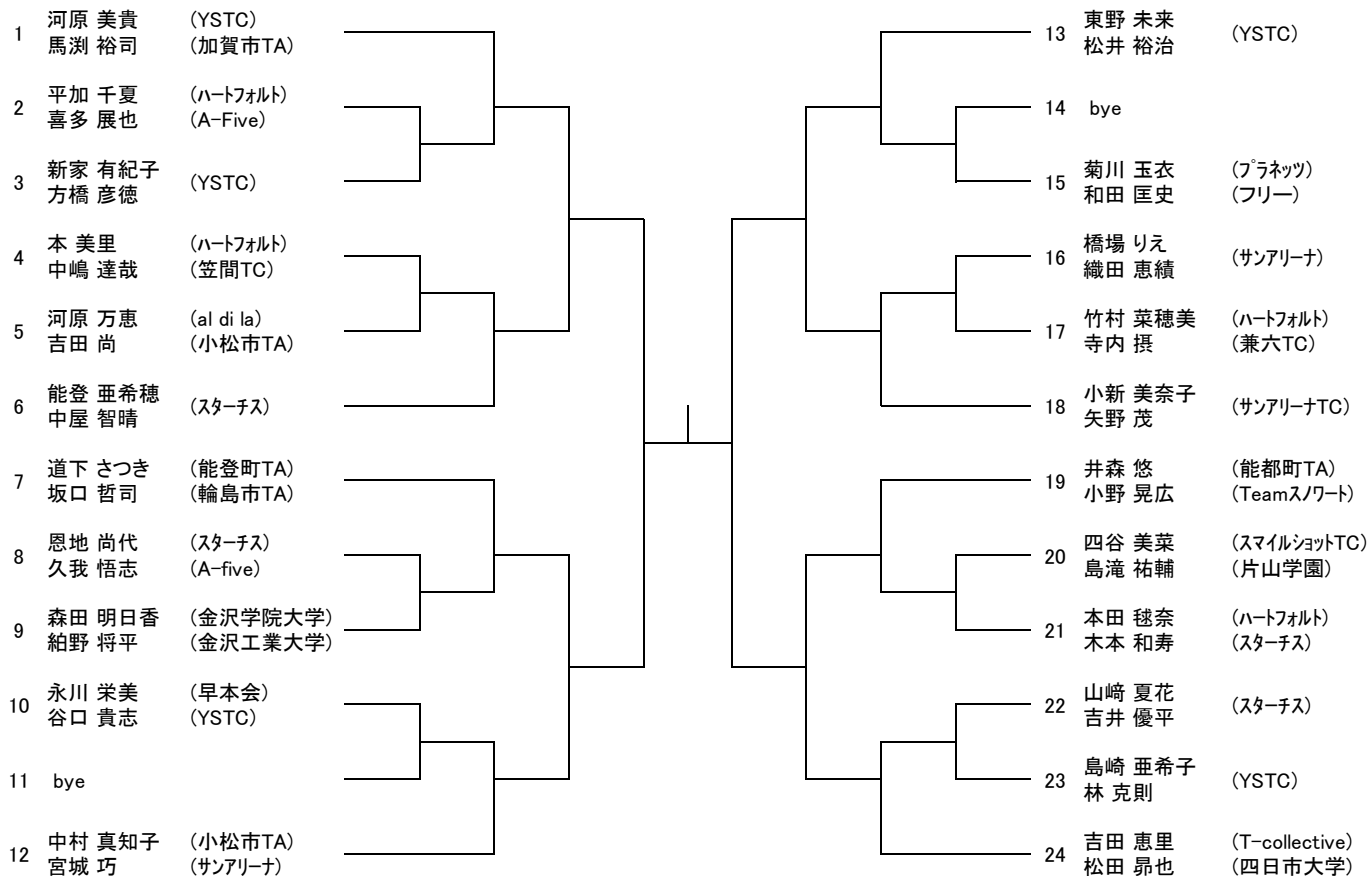 1 河原 美貴 (YSTC)
馬渕 裕司 (加賀市TA)
2 平加 千夏 (ﾊｰﾄﾌｫﾙﾄ)
喜多 展也 (A-Five)
3 新家 有紀子
方橋 彦徳 (YSTC)
4 本 美里 (ﾊｰﾄﾌｫﾙﾄ)
中嶋 達哉 (笠間TC)
5 河原 万恵 (al di la)
吉田 尚 (小松市TA)
6 能登 亜希穂
中屋 智晴 (ｽﾀｰﾁｽ)
7 道下 さつき (能登町TA)
坂口 哲司 (輪島市TA)
8 恩地 尚代 (ｽﾀｰﾁｽ)
久我 悟志 (A-five)
9 森田 明日香 (金沢学院大学)
紺野 将平 (金沢工業大学)
10 永川 栄美 (早本会)
谷口 貴志 (YSTC)
11 bye
12 中村 真知子 (小松市TA)
宮城 巧 (ｻﾝｱﾘｰﾅ)
13 東野 未来
松井 裕治 (YSTC)
14 bye
15 菊川 玉衣 (ﾌﾟﾗﾈｯﾂ)
和田 匡史 (フリー)
16 橋場 りえ
織田 恵績 (ｻﾝｱﾘｰﾅ)
17 竹村 菜穂美 (ﾊｰﾄﾌｫﾙﾄ)
寺内 摂 (兼六TC)
18 小新 美奈子
矢野 茂 (ｻﾝｱﾘｰﾅTC)
19 井森 悠 (能都町TA)
小野 晃広 (Teamｽﾉﾜｰﾄ)
20 四谷 美菜 (ｽﾏｲﾙｼｮｯﾄTC)
島滝 祐輔 (片山学園)
21 本田 毬奈 (ﾊｰﾄﾌｫﾙﾄ)
木本 和寿 (ｽﾀｰﾁｽ)
22 山﨑 夏花
吉井 優平 (ｽﾀｰﾁｽ)
23 島崎 亜希子
林 克則 (YSTC)
24 吉田 恵里 (T-collective)
松田 昴也 (四日市大学)